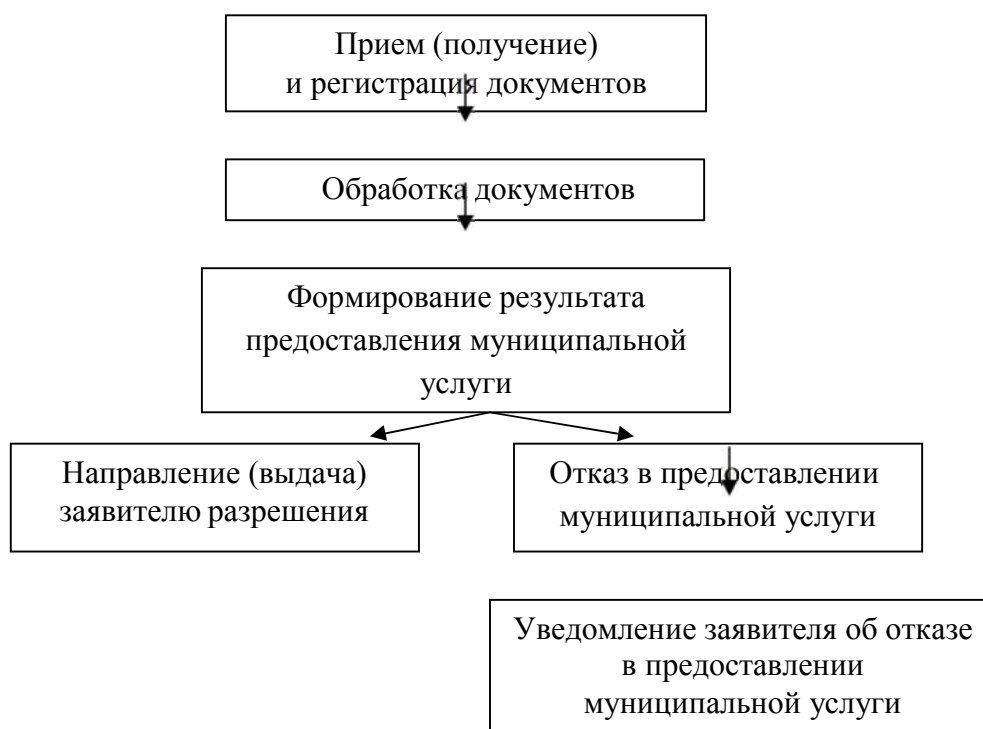 Прием (получение)
и регистрация документов
Обработка документов
Формирование результата
предоставления муниципальной
услуги
Направление (выдача)
заявителю разрешения
Отказ в предоставлении
муниципальной услуги
Уведомление заявителя об отказе
в предоставлении
муниципальной услуги